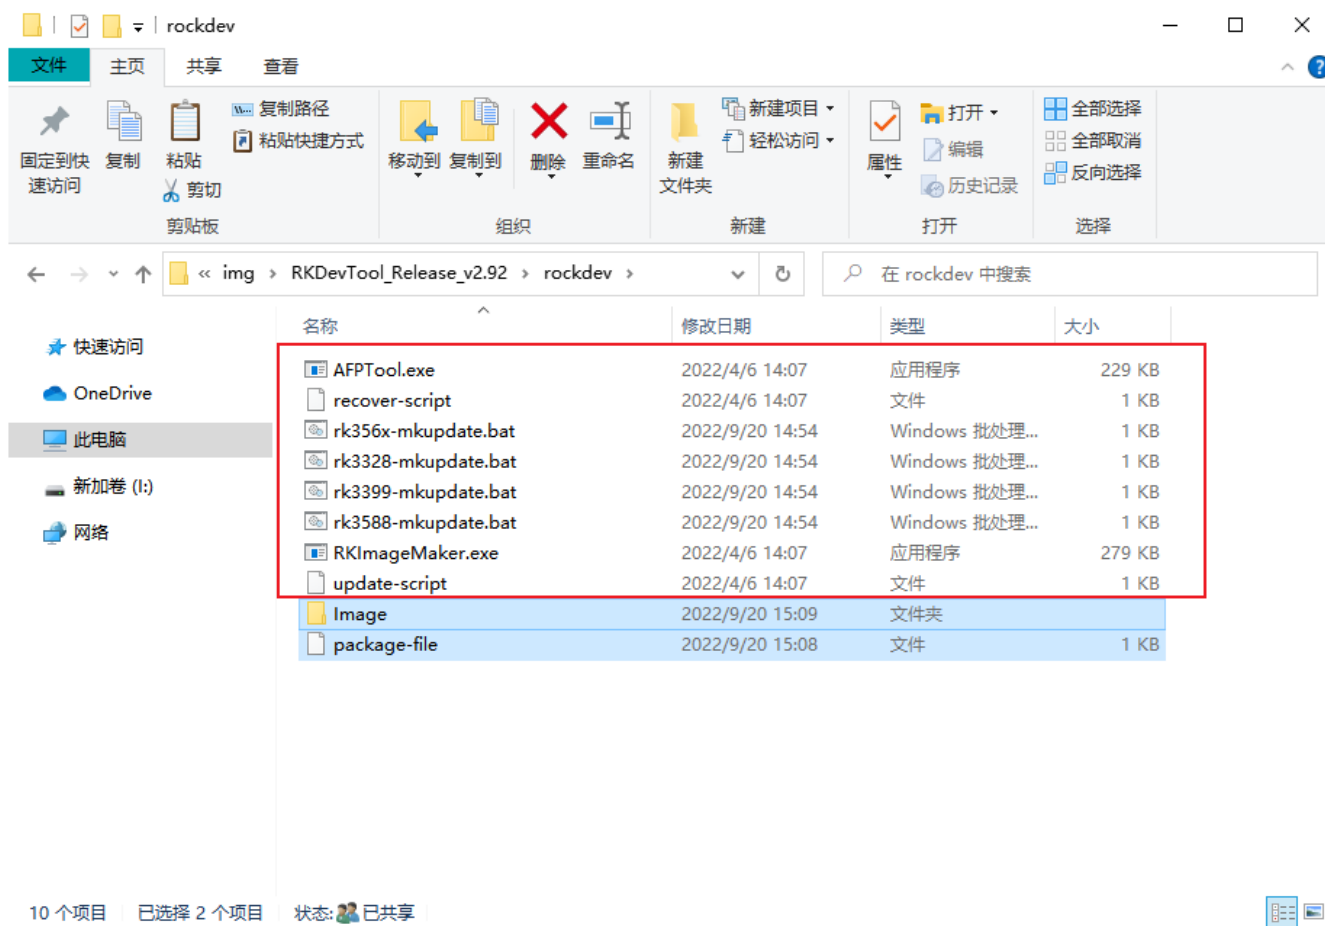 rockdev
文件 主页 共享 查看
固定到快速访问 复制 粘贴 复制路径 粘贴快捷方式 剪切 移动到 复制到 删除 重命名 新建文件夹 新建项目 轻松访问 属性 打开 编辑 历史记录 全部选择 全部取消 反向选择
剪贴板 组织 新建 打开 选择
« img › RKDevTool_Release_v2.92 › rockdev › 在 rockdev 中搜索
名称 修改日期 类型 大小
快速访问
OneDrive
此电脑
新加卷 (I:)
网络
AFPTool.exe 2022/4/6 14:07 应用程序 229 KB
recover-script 2022/4/6 14:07 文件 1 KB
rk356x-mkupdate.bat 2022/9/20 14:54 Windows 批处理... 1 KB
rk3328-mkupdate.bat 2022/9/20 14:54 Windows 批处理... 1 KB
rk3399-mkupdate.bat 2022/9/20 14:54 Windows 批处理... 1 KB
rk3588-mkupdate.bat 2022/9/20 14:54 Windows 批处理... 1 KB
RKImageMaker.exe 2022/4/6 14:07 应用程序 279 KB
update-script 2022/4/6 14:07 文件 1 KB
Image 2022/9/20 15:09 文件夹
package-file 2022/9/20 15:08 文件 1 KB
10 个项目 已选择 2 个项目 状态: 已共享